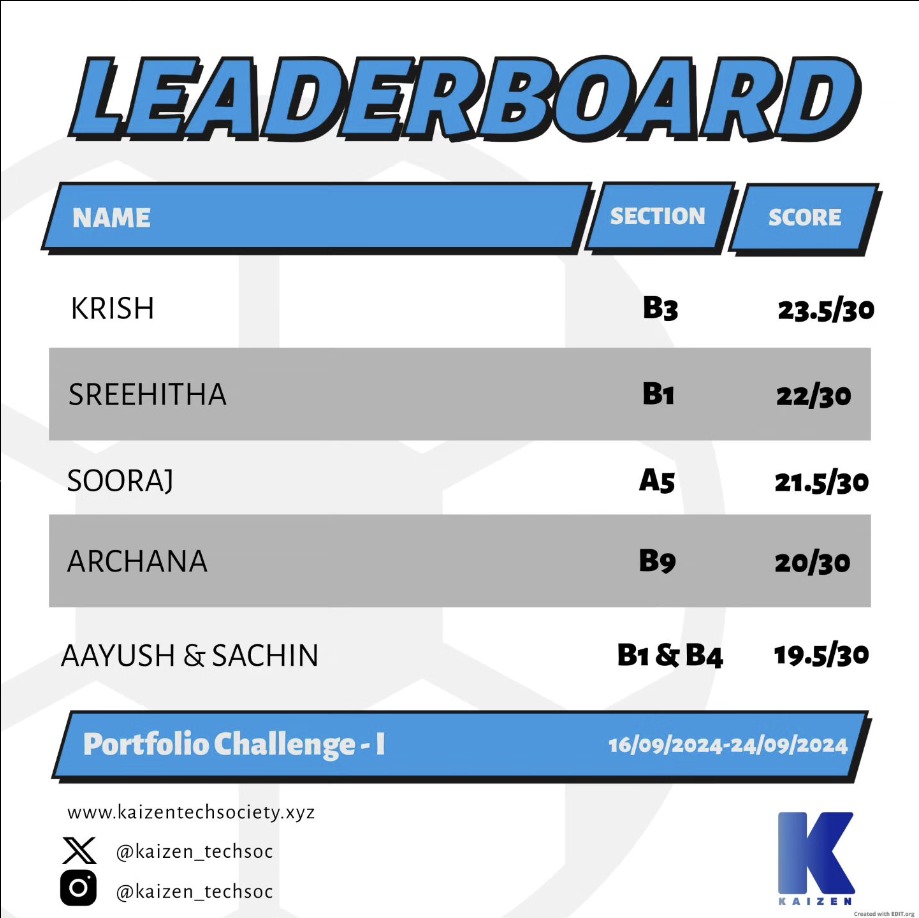 LEADERBOARD
NAME SECTION SCORE
KRISH B3 23.5/30
SREEHITHA B1 22/30
SOORAJ A5 21.5/30
ARCHANA B9 20/30
AAYUSH & SACHIN B1 & B4 19.5/30
Portfolio Challenge - I 16/09/2024-24/09/2024
www.kaizentechsociety.xyz
@kaizen_techsoc
@kaizen_techsoc
K
KAIZEN
Created with EDIT.org